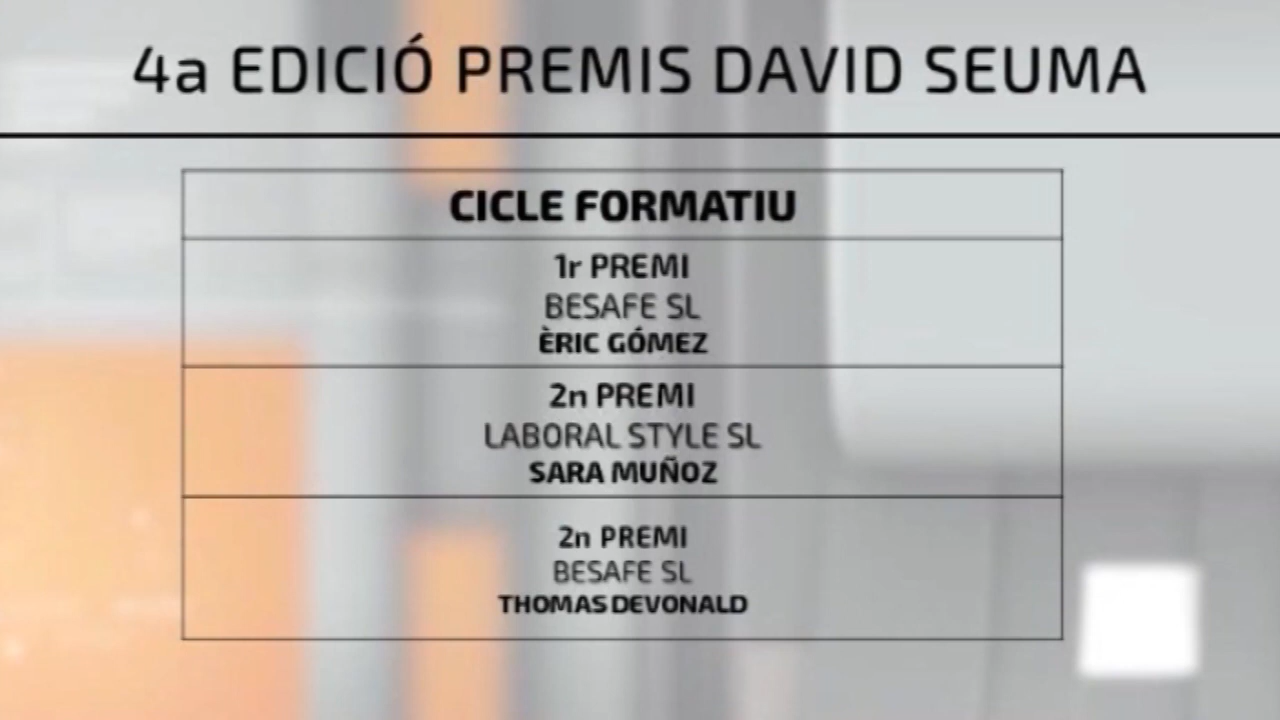 4a EDICIÓ PREMIS DAVID SEUMA
CICLE FORMATIU
1r PREMI
BESAFE SL
ÈRIC GÓMEZ
2n PREMI
LABORAL STYLE SL
SARA MUÑOZ
2n PREMI
BESAFE SL
THOMAS DEVONALD